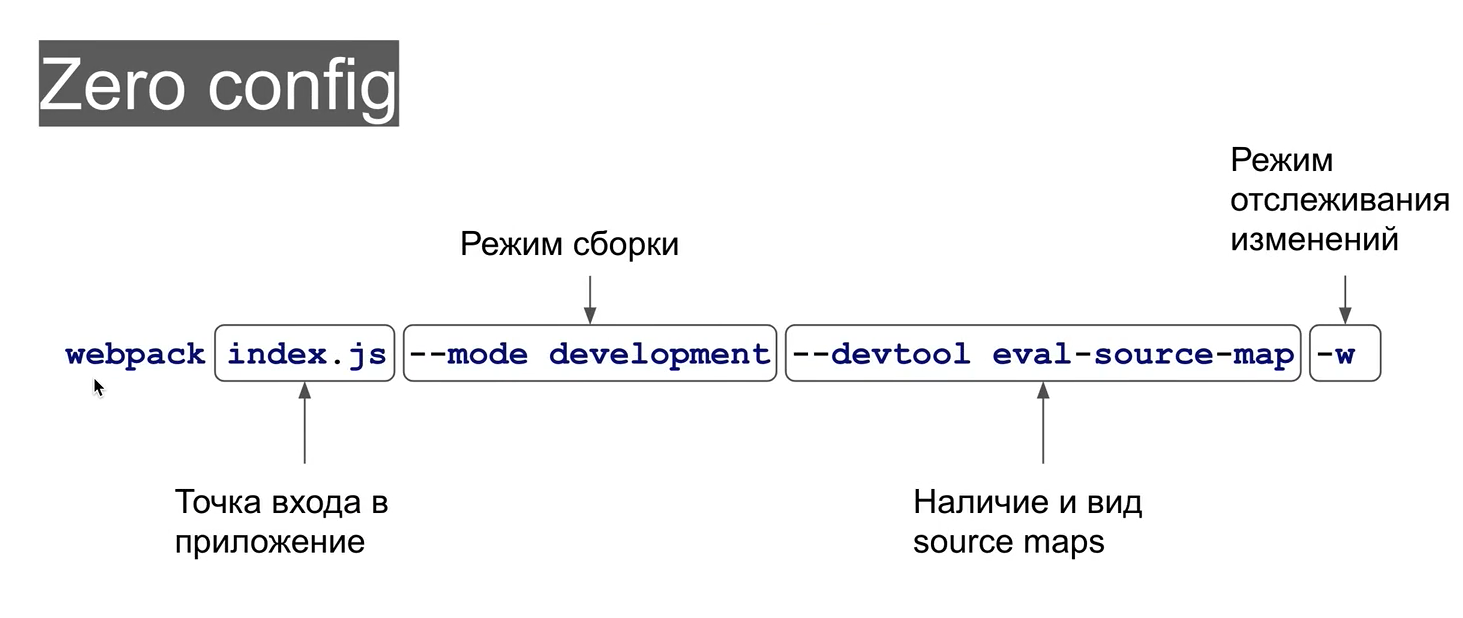 Zero config
Режим
отслеживания
изменений
Режим сборки
webpack index.js --mode development --devtool eval-source-map -w
Точка входа в
приложение
Наличие и вид
source maps